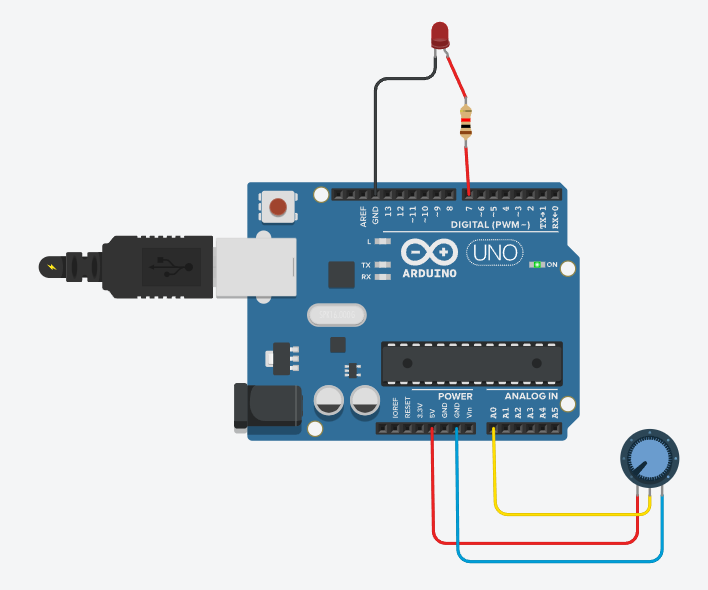 AREF
GND
13
12
~11
~10
~9
8
7
~6
~5
4
~3
2
TX→1
RX←0
DIGITAL (PWM~)
L
TX
RX
ARDUINO
UNO
ON
POWER
ANALOG IN
IOREF
RESET
3.3V
5V
GND
GND
Vin
A0
A1
A2
A3
A4
A5